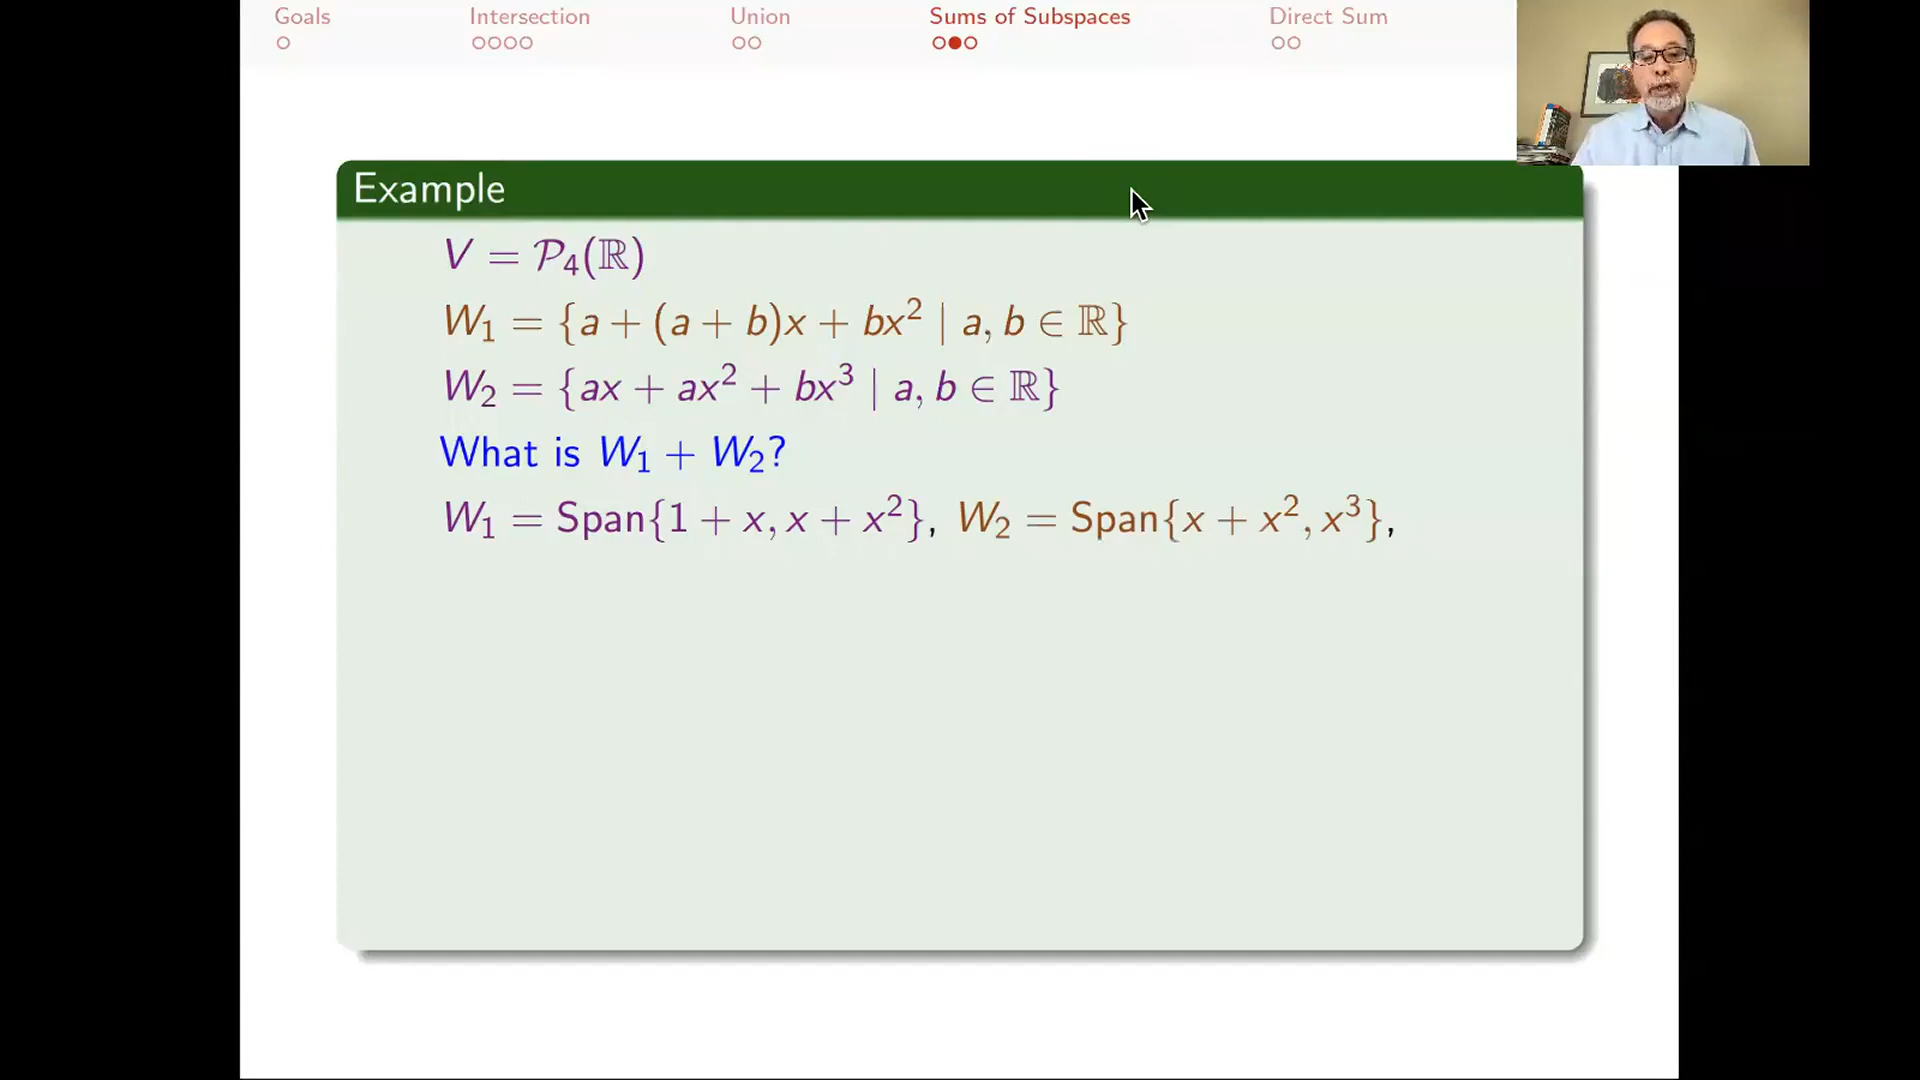 Goals Intersection Union Sums of Subspaces Direct Sum
Example
V = 𝒫₄(ℝ)
W₁ = {a + (a + b)x + bx² | a, b ∈ ℝ}
W₂ = {ax + ax² + bx³ | a, b ∈ ℝ}
What is W₁ + W₂?
W₁ = Span{1 + x, x + x²}, W₂ = Span{x + x², x³},